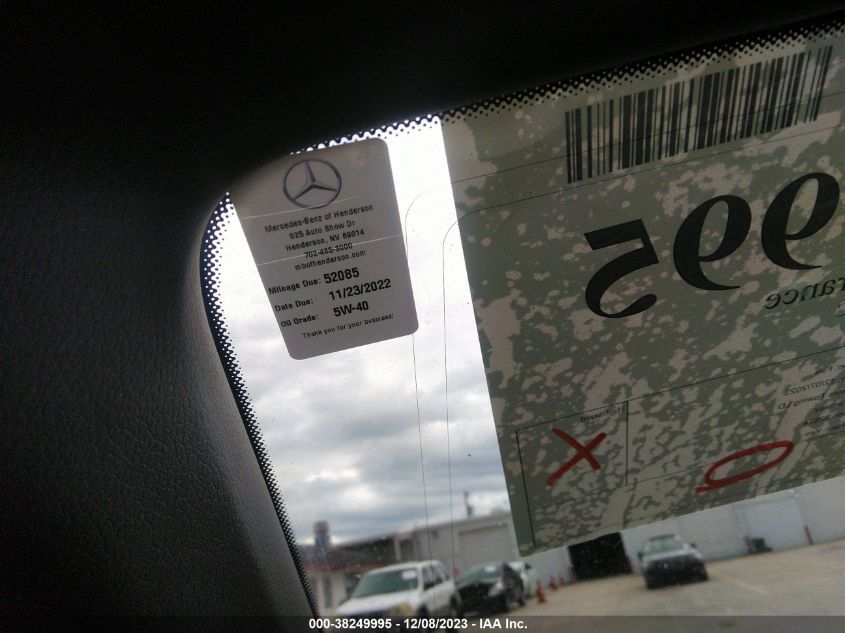 Mercedes-Benz of Henderson
925 Auto Show Dr
Henderson, NV 89014
702-485-3000
mbofhenderson.com
Mileage Due: 52085
Date Due: 11/23/2022
Oil Grade: 5W-40
Thank you for your business!
995
000-38249995 - 12/08/2023 - IAA Inc.